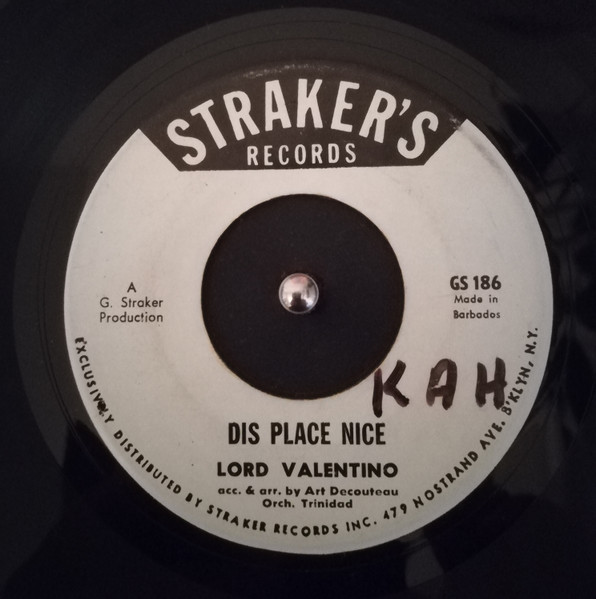 STRAKER'S
RECORDS
A
G. Straker
Production
GS 186
Made in
Barbados
KAH
DIS PLACE NICE
LORD VALENTINO
acc. & arr. by Art Decouteau
Orch. Trinidad
EXCLUSIVELY DISTRIBUTED BY STRAKER RECORDS INC. 479 NOSTRAND AVE. B'KLYN, N.Y.